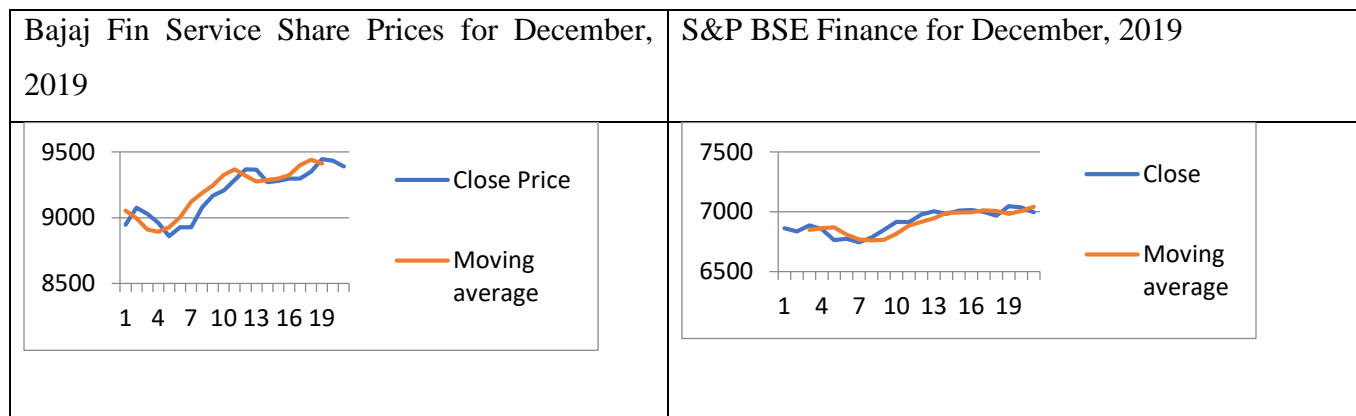 Bajaj Fin Service Share Prices for December,
2019
S&P BSE Finance for December, 2019
9500
9000
8500
1 4 7 10 13 16 19
Close Price
Moving
average
7500
7000
6500
1 4 7 10 13 16 19
Close
Moving
average